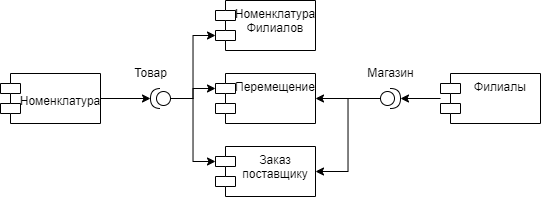 Номенклатура
Филиалов
Товар
Магазин
Номенклатура
Перемещение
Филиалы
Заказ
поставщику